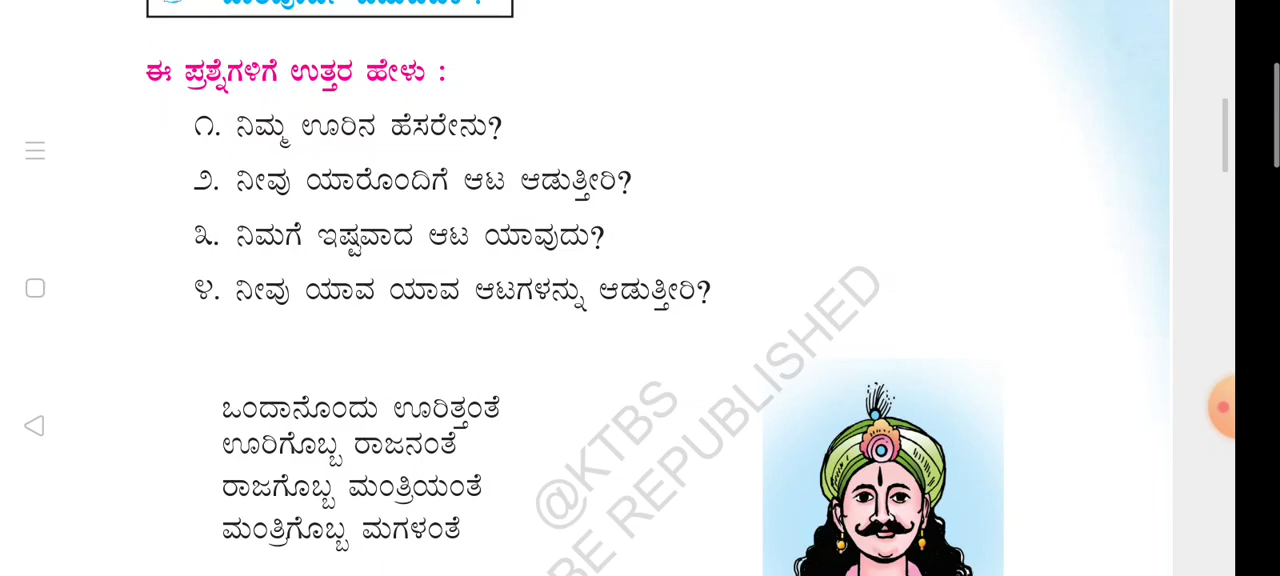 ಈ ಪ್ರಶ್ನೆಗಳಿಗೆ ಉತ್ತರ ಹೇಳು :
೧. ನಿಮ್ಮ ಊರಿನ ಹೆಸರೇನು?
೨. ನೀವು ಯಾರೊಂದಿಗೆ ಆಟ ಆಡುತ್ತೀರಿ?
೩. ನಿಮಗೆ ಇಷ್ಟವಾದ ಆಟ ಯಾವುದು?
೪. ನೀವು ಯಾವ ಯಾವ ಆಟಗಳನ್ನು ಆಡುತ್ತೀರಿ?
ಒಂದಾನೊಂದು ಊರಿತ್ತಂತೆ
ಊರಿಗೊಬ್ಬ ರಾಜನಂತೆ
ರಾಜಗೊಬ್ಬ ಮಂತ್ರಿಯಂತೆ
ಮಂತ್ರಿಗೊಬ್ಬ ಮಗಳಂತೆ
@KTBS
BE REPUBLISHED